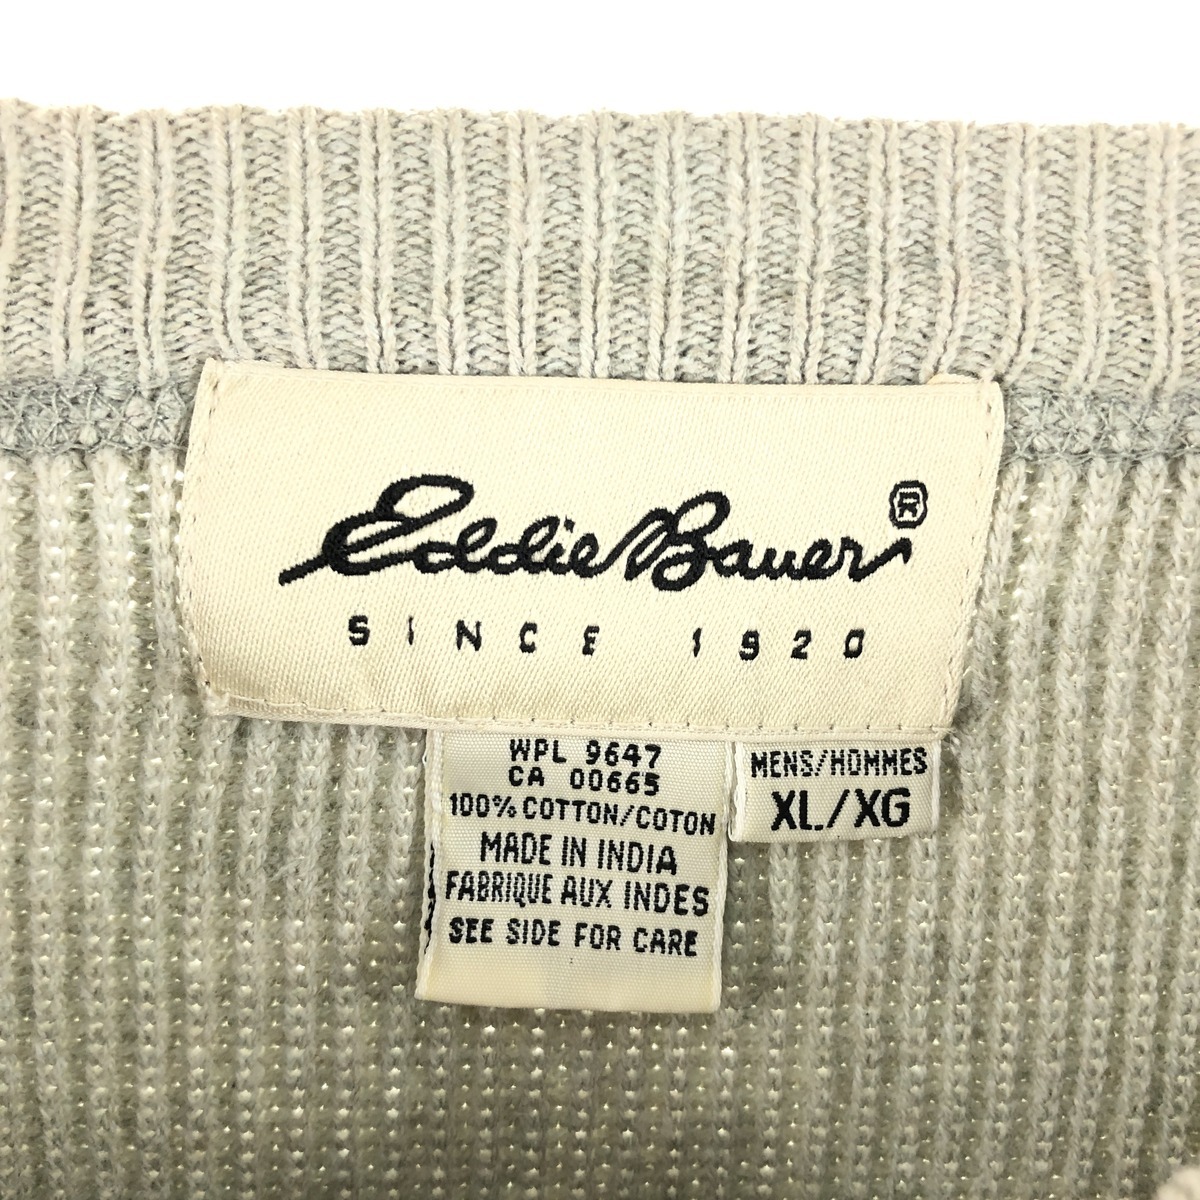 Eddie Bauer ®
SINCE 1920
WPL 9647
CA 00665
100% COTTON/COTON
MADE IN INDIA
FABRIQUE AUX INDES
SEE SIDE FOR CARE
MENS/HOMMES
XL/XG